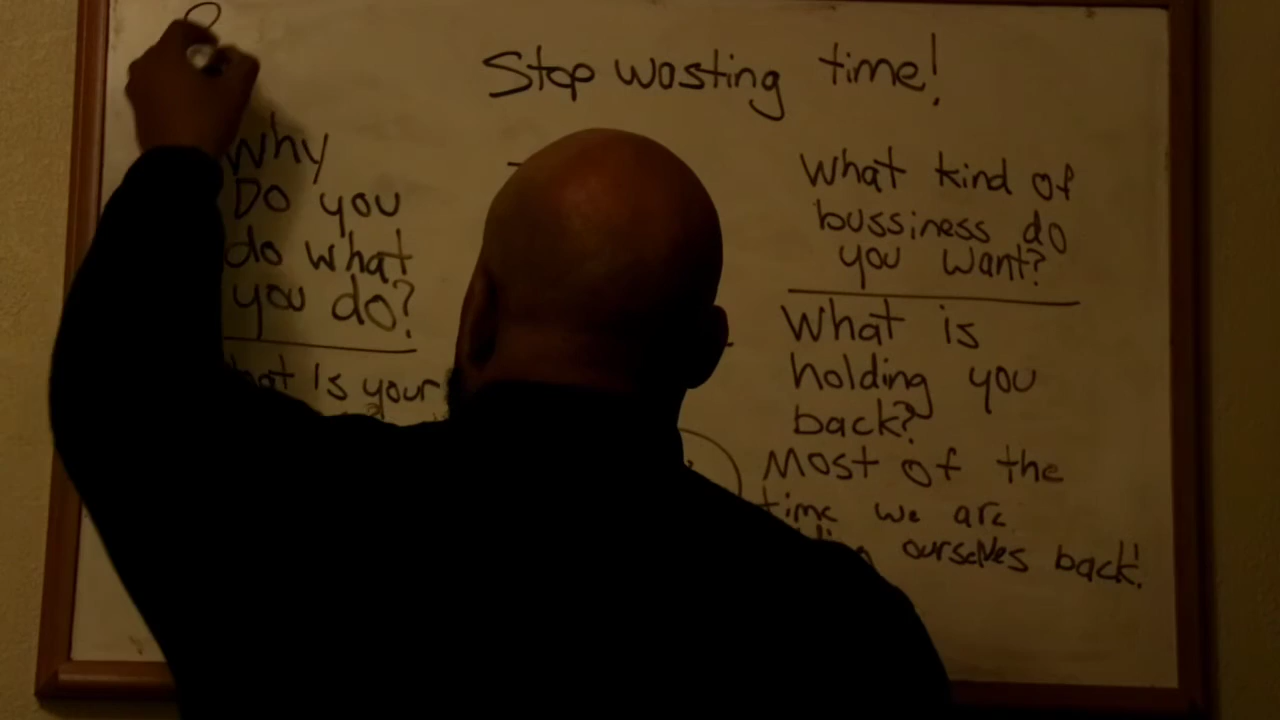 Stop wasting time!
Why
Do you
do what
you do?
is your
What kind of
bussiness do
you want?
What is
holding you
back?
Most of the
time we are
ourselves back!